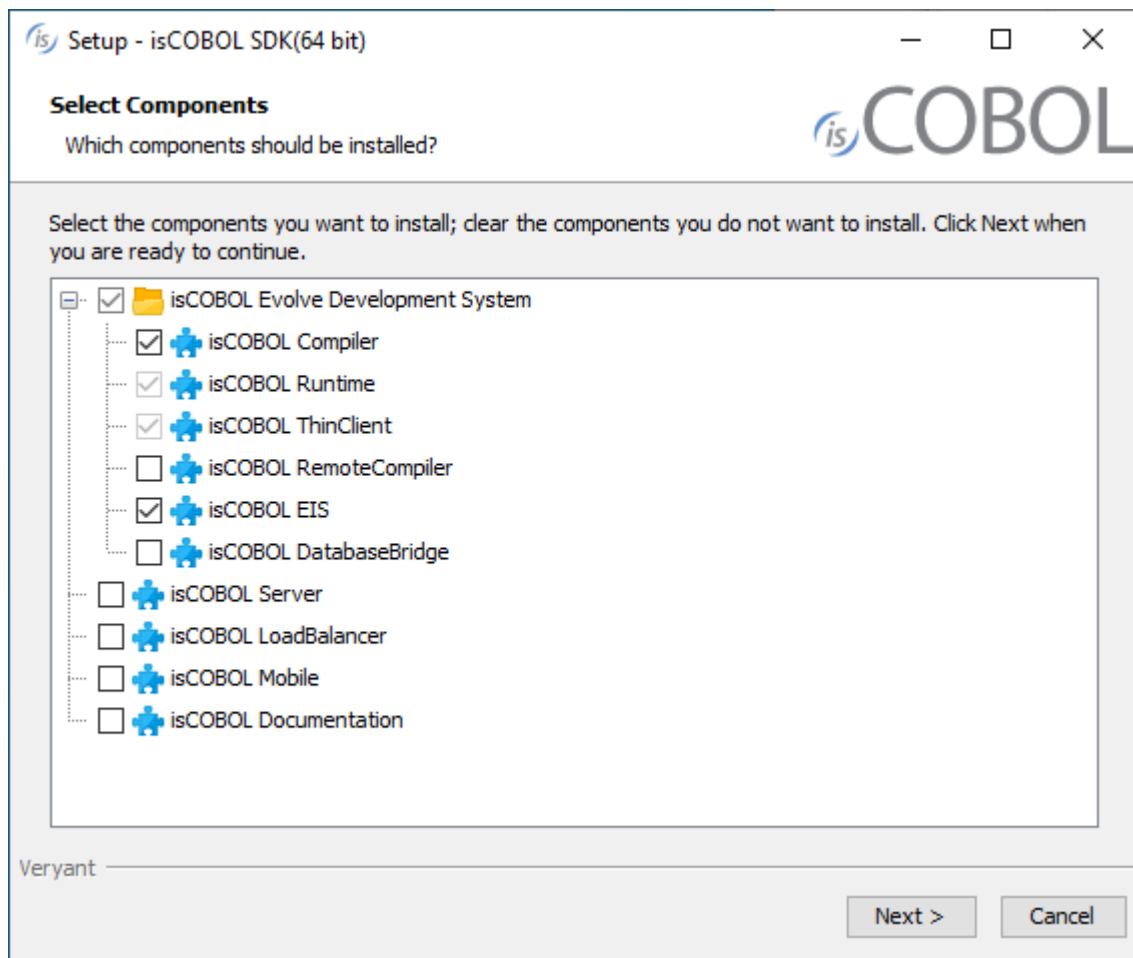 is Setup - isCOBOL SDK(64 bit)
Select Components
Which components should be installed?
is COBOL
Select the components you want to install; clear the components you do not want to install. Click Next when
you are ready to continue.
isCOBOL Evolve Development System
isCOBOL Compiler
isCOBOL Runtime
isCOBOL ThinClient
isCOBOL RemoteCompiler
isCOBOL EIS
isCOBOL DatabaseBridge
isCOBOL Server
isCOBOL LoadBalancer
isCOBOL Mobile
isCOBOL Documentation
Veryant
Next >
Cancel